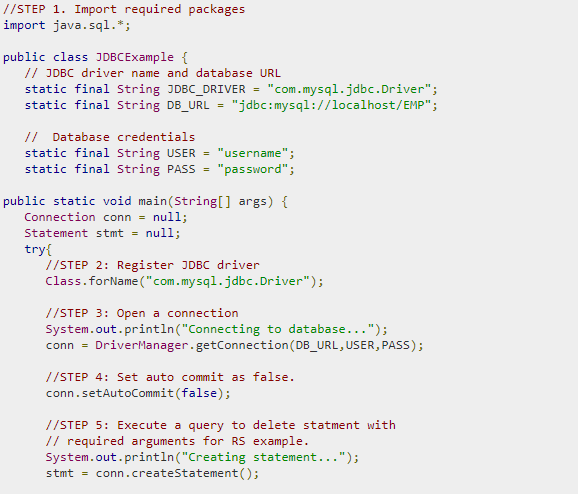 //STEP 1. Import required packages
import java.sql.*;
public class JDBCExample {
// JDBC driver name and database URL
static final String JDBC_DRIVER = "com.mysql.jdbc.Driver";
static final String DB_URL = "jdbc:mysql://localhost/EMP";
//  Database credentials
static final String USER = "username";
static final String PASS = "password";
public static void main(String[] args) {
Connection conn = null;
Statement stmt = null;
try{
//STEP 2: Register JDBC driver
Class.forName("com.mysql.jdbc.Driver");
//STEP 3: Open a connection
System.out.println("Connecting to database...");
conn = DriverManager.getConnection(DB_URL,USER,PASS);
//STEP 4: Set auto commit as false.
conn.setAutoCommit(false);
//STEP 5: Execute a query to delete statment with
// required arguments for RS example.
System.out.println("Creating statement...");
stmt = conn.createStatement();